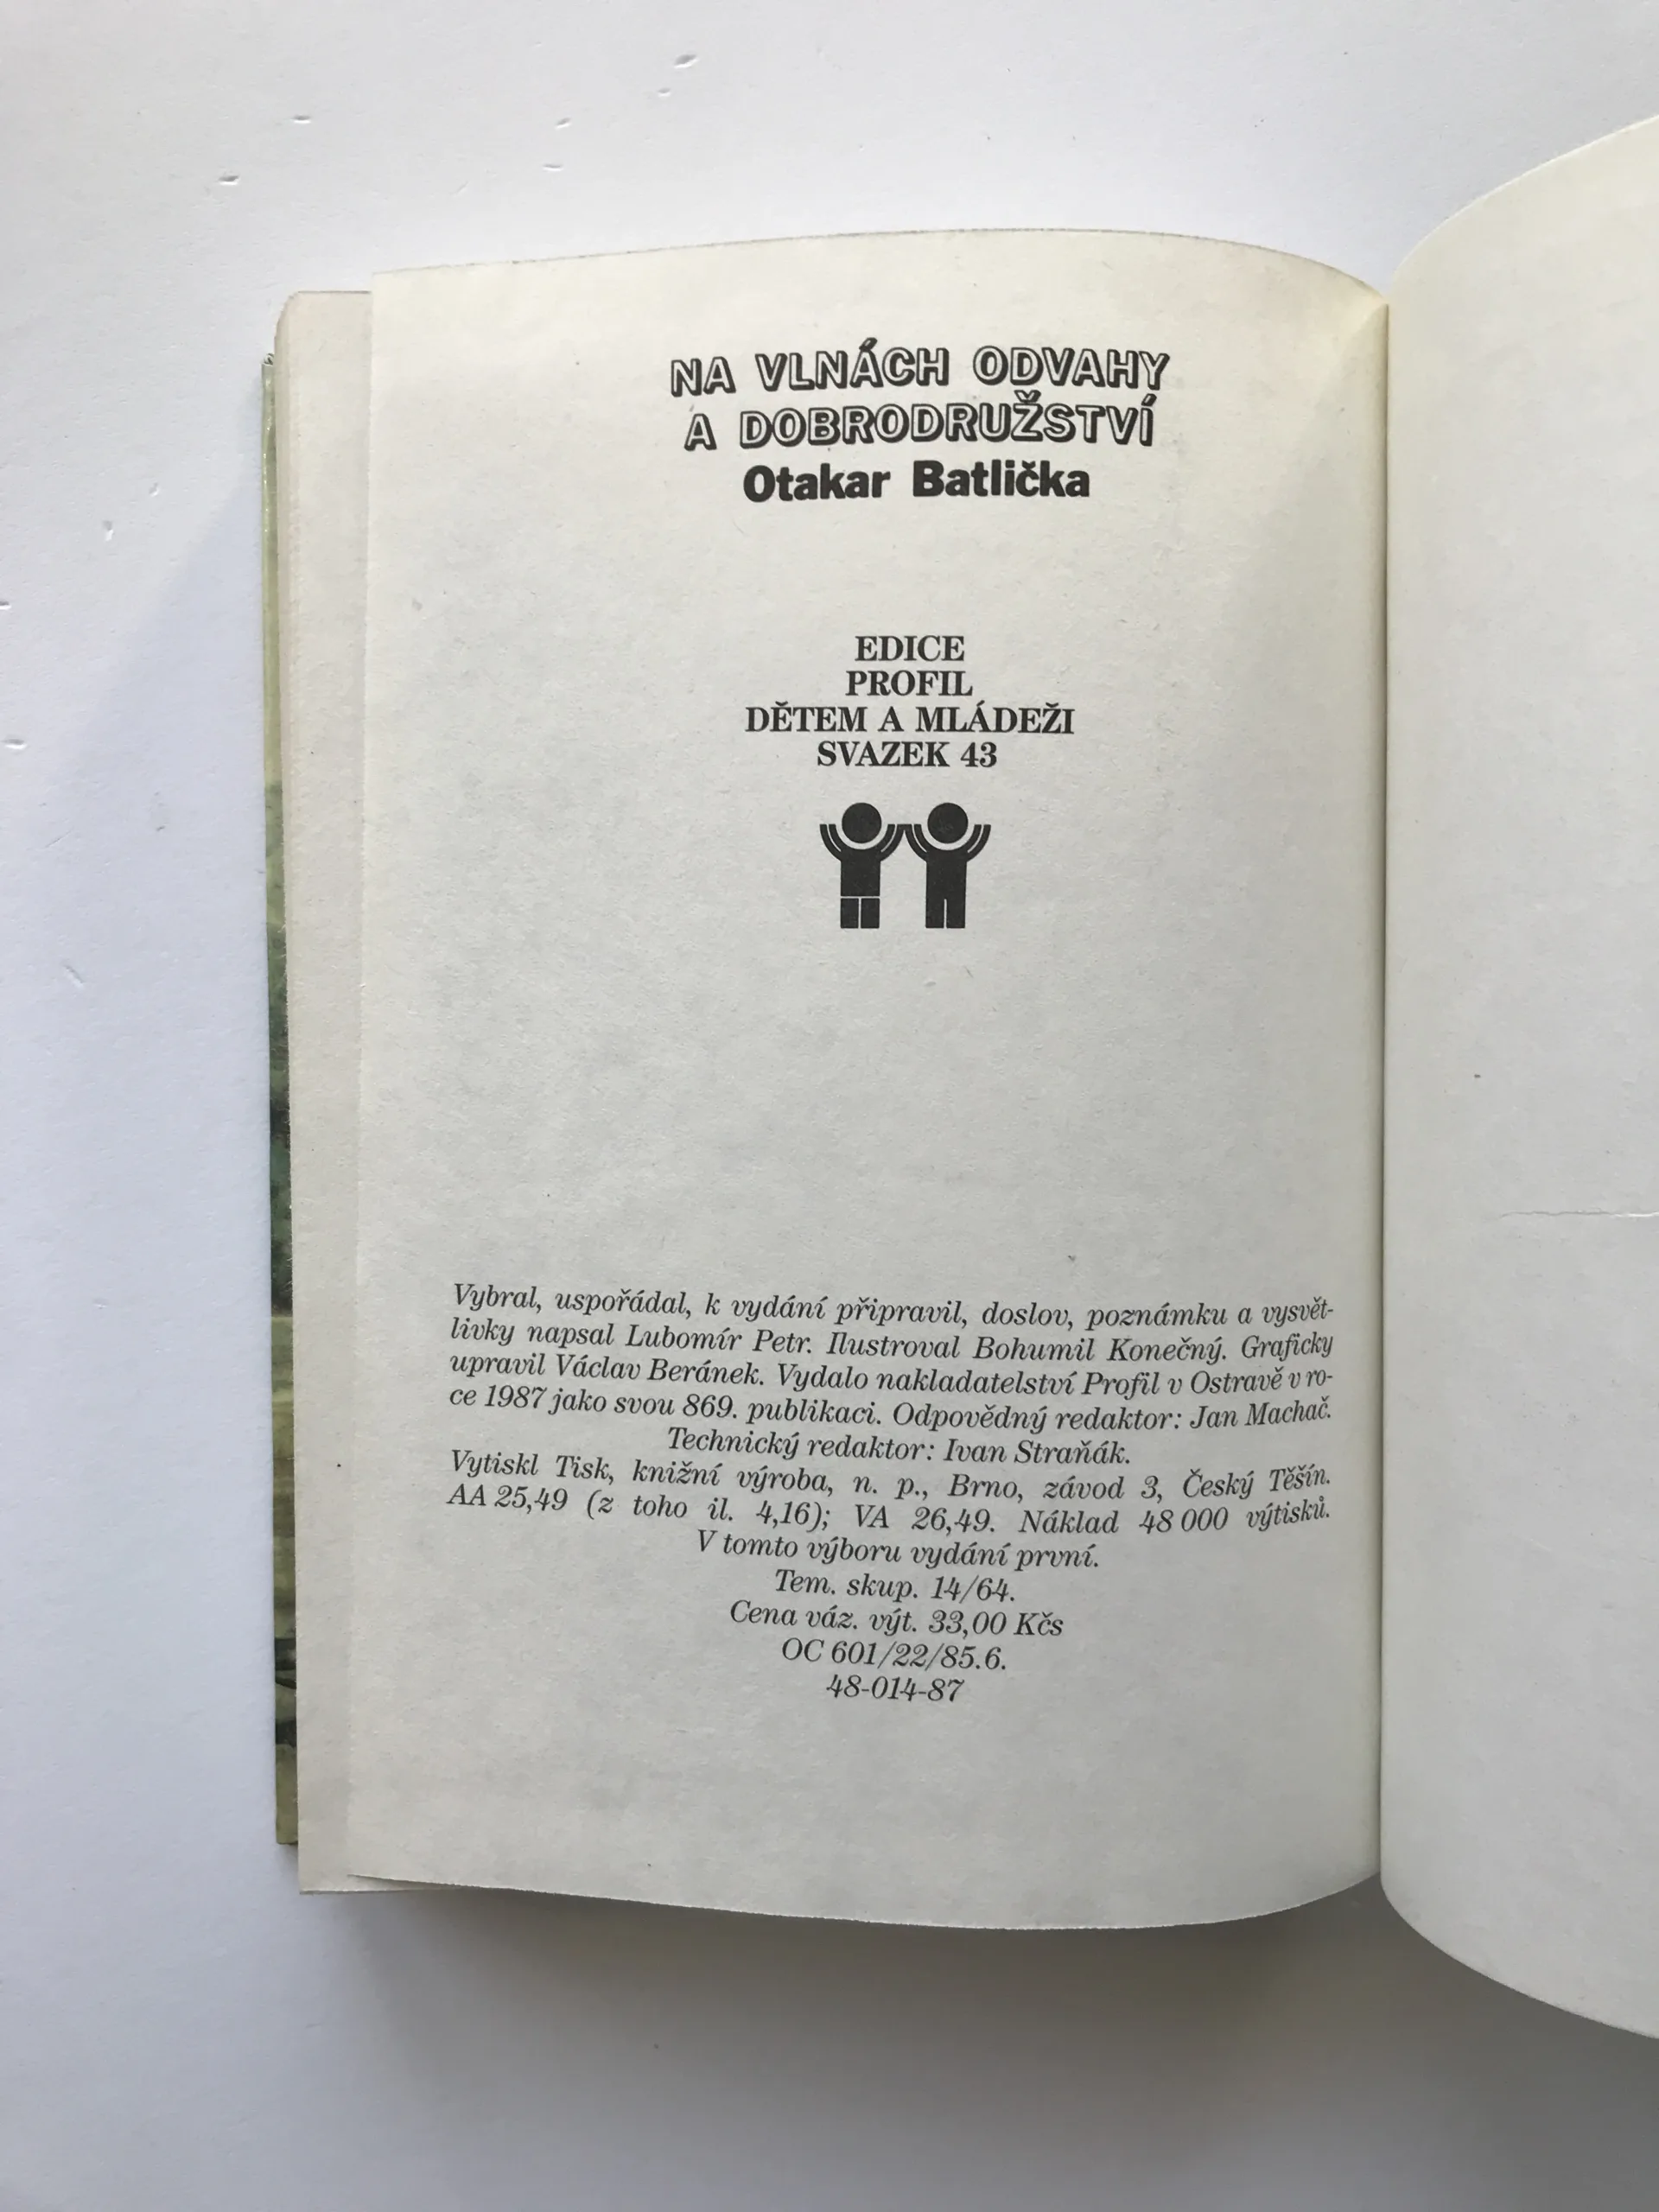 NA VLNÁCH ODVAHY
A DOBRODRUŽSTVÍ
Otakar Batlička
EDICE
PROFIL
DĚTEM A MLÁDEŽI
SVAZEK 43
Vybral, uspořádal, k vydání připravil, doslov, poznámku a vysvět-
livky napsal Lubomír Petr. Ilustroval Bohumil Konečný. Graficky
upravil Václav Beránek. Vydalo nakladatelství Profil v Ostravě v ro-
ce 1987 jako svou 869. publikaci. Odpovědný redaktor: Jan Machač.
Technický redaktor: Ivan Straňák.
Vytiskl Tisk, knižní výroba, n. p., Brno, závod 3, Český Těšín.
AA 25,49 (z toho il. 4,16); VA 26,49. Náklad 48 000 výtisků.
V tomto výboru vydání první.
Tem. skup. 14/64.
Cena váz. výt. 33,00 Kčs
OC 601/22/85.6.
48-014-87